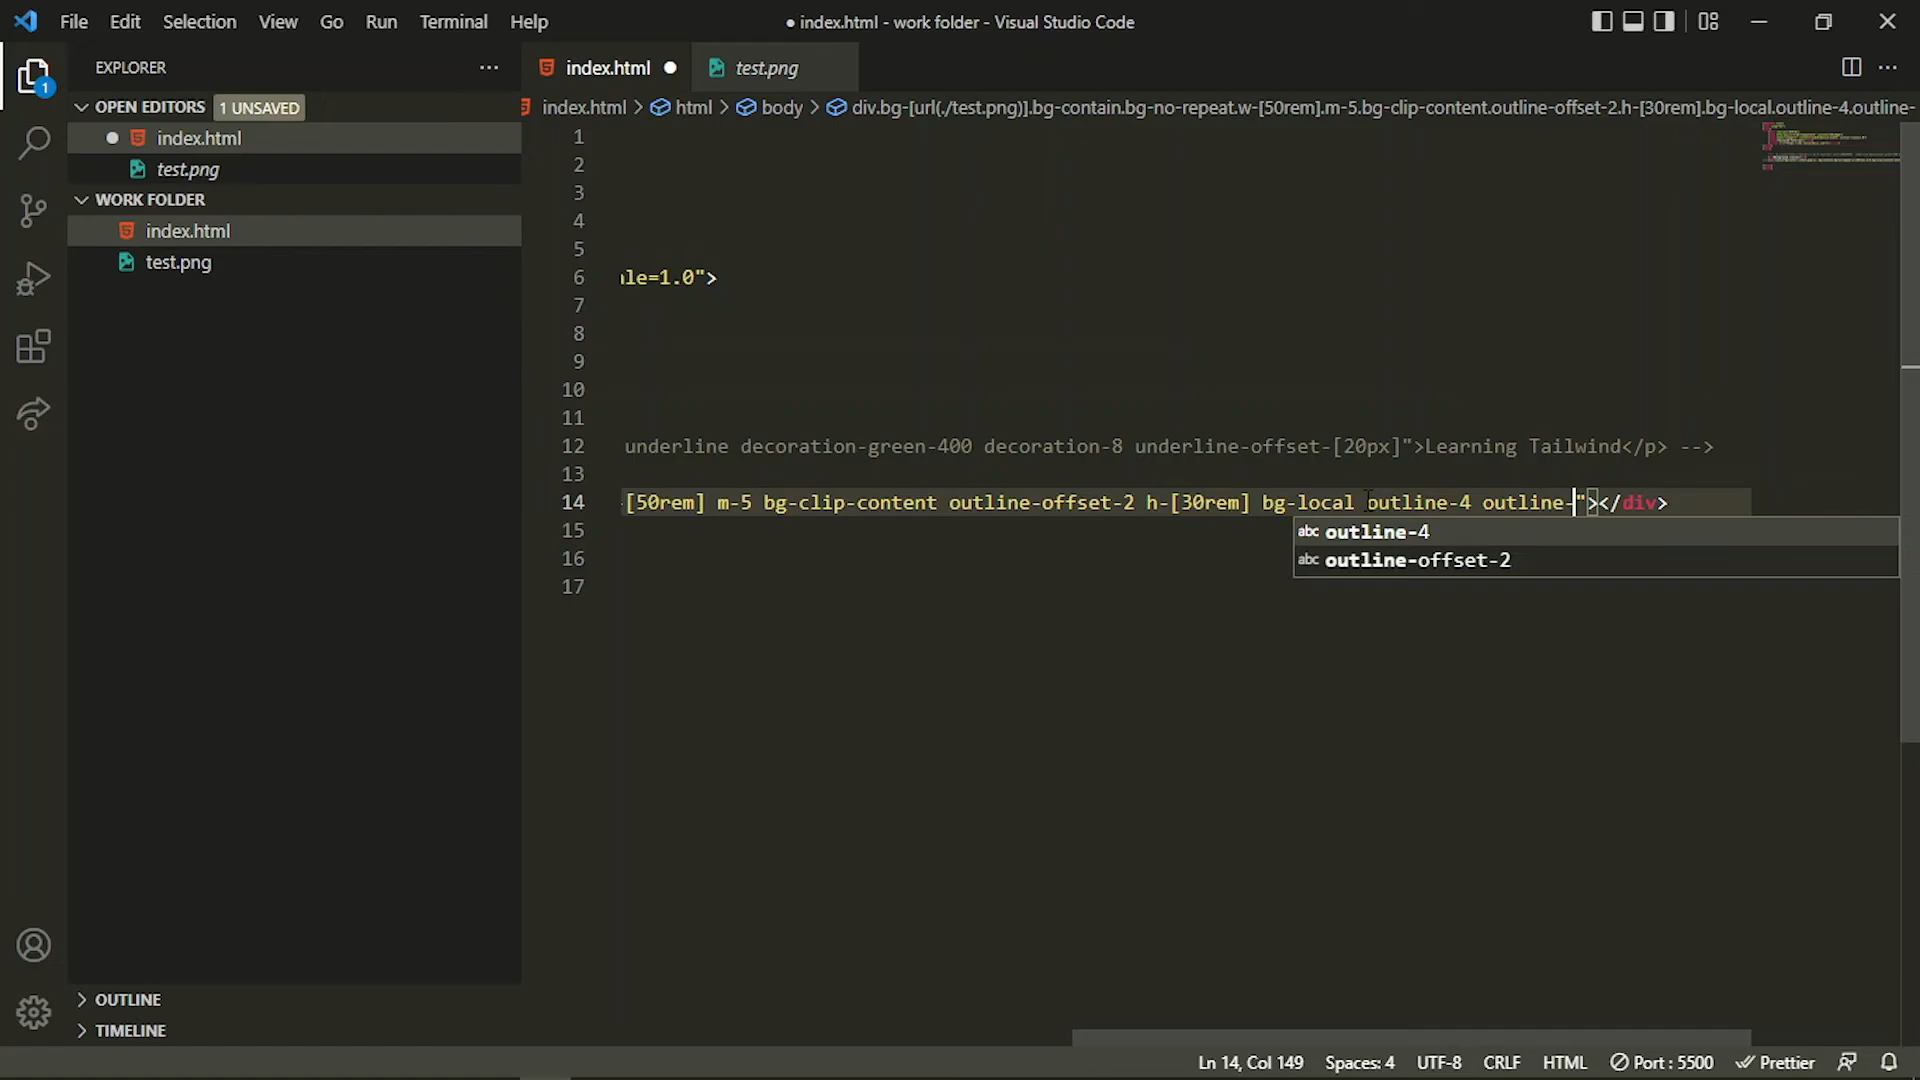 File Edit Selection View Go Run Terminal Help
● index.html - work folder - Visual Studio Code
EXPLORER
index.html
test.png
OPEN EDITORS 1 UNSAVED
index.html > html > body > div.bg-[url(./test.png)].bg-contain.bg-no-repeat.w-[50rem].m-5.bg-clip-content.outline-offset-2.h-[30rem].bg-local.outline-4.outline-
index.html
test.png
WORK FOLDER
index.html
test.png
1
1
2
3
4
5
6 ale=1.0">
7
8
9
10
11
12 underline decoration-green-400 decoration-8 underline-offset-[20px]">Learning Tailwind</p> -->
13
14 [50rem] m-5 bg-clip-content outline-offset-2 h-[30rem] bg-local outline-4 outline-"></div>
abc outline-4
abc outline-offset-2
15
16
17
OUTLINE
TIMELINE
Ln 14, Col 149 Spaces: 4 UTF-8 CRLF HTML Port : 5500 Prettier